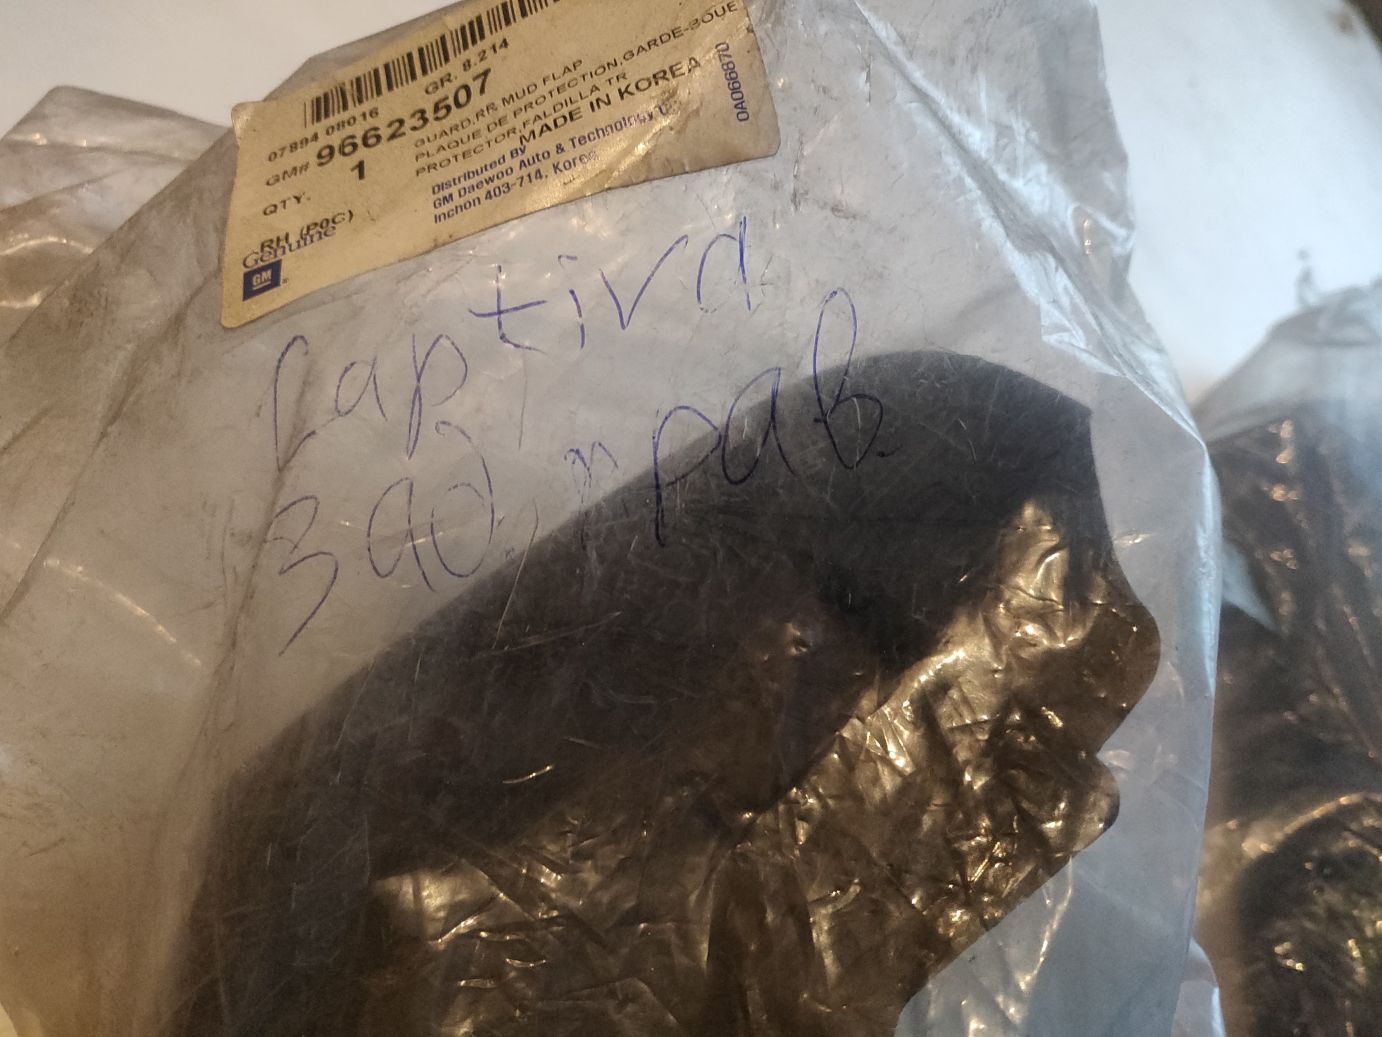 07894 08016 GR. 8.214
GM# 96623507
QTY. 1
GUARD,RR MUD FLAP
PLAQUE DE PROTECTION,GARDE-BOUE
PROTECTOR,FALDILLA TR
MADE IN KOREA
Distributed By
GM Daewoo Auto & Technology
Inchon 403-714, Korea
0A066870
RH (P0C)
Genuine
GM
Captiva
зад, прав.